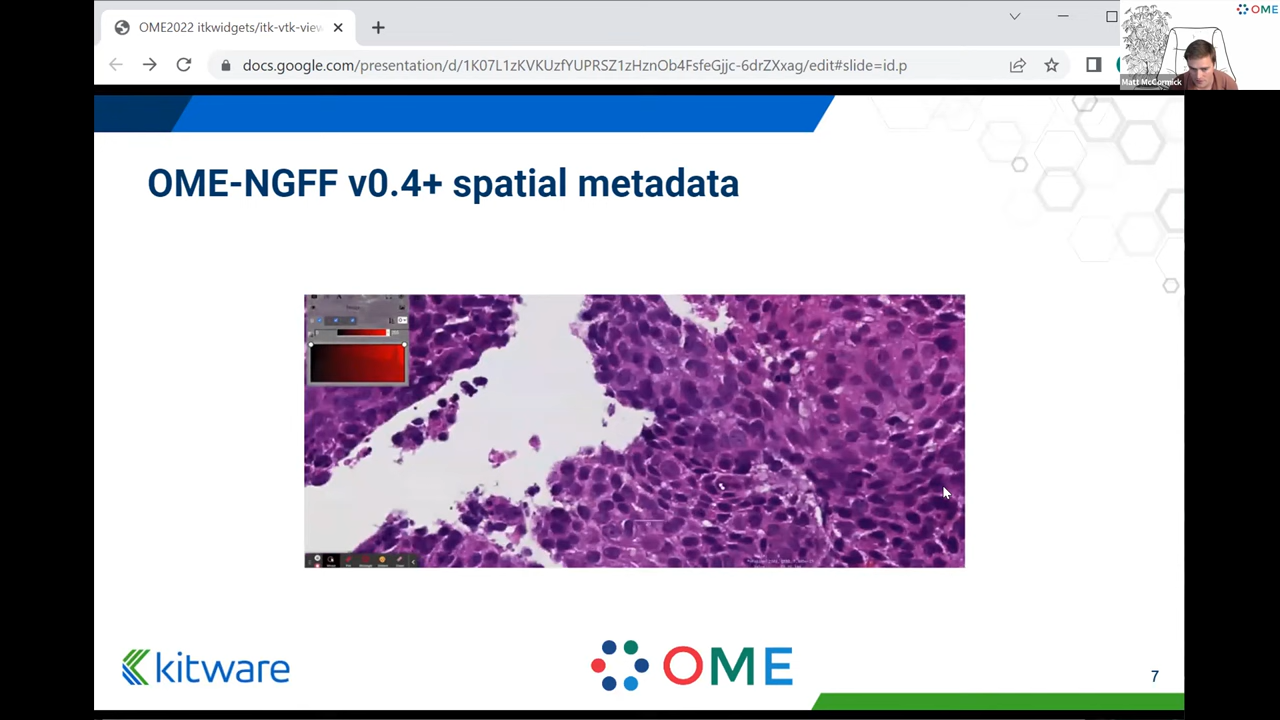 OME2022 itkwidgets/itk-vtk-view
docs.google.com/presentation/d/1K07L1zKVKUzfYUPRSZ1zHznOb4FsfeGjjc-6drZXxag/edit#slide=id.p
OME
Matt McCormick
OME-NGFF v0.4+ spatial metadata
kitware
OME
7